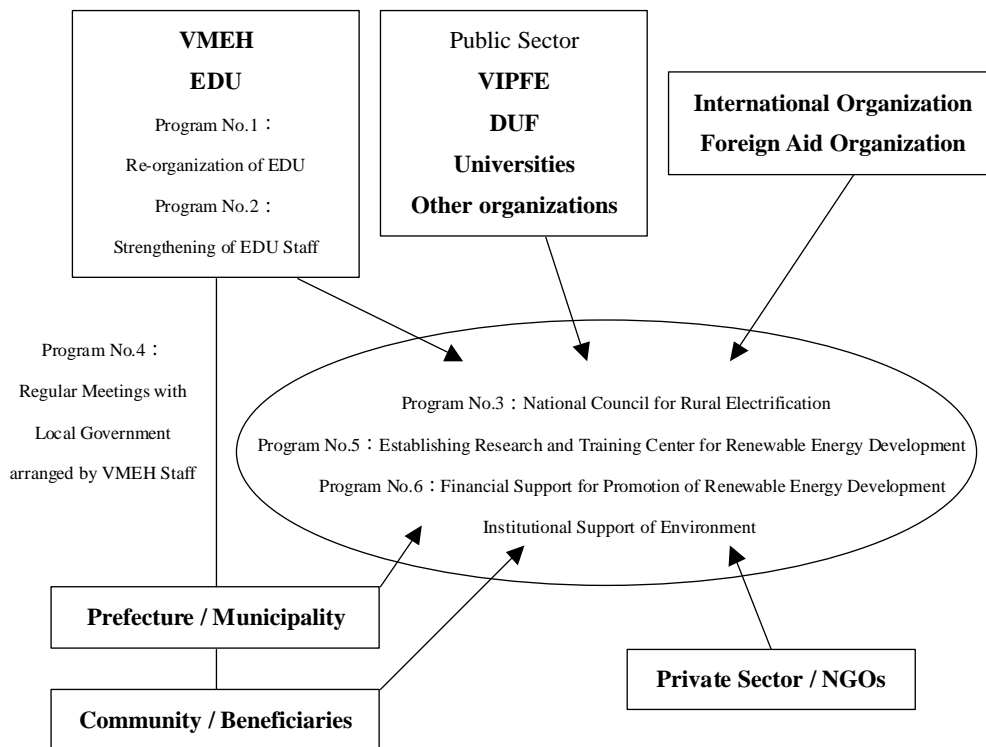 VMEH
EDU
Program No.1：
Re-organization of EDU
Program No.2：
Strengthening of EDU Staff
Public Sector
VIPFE
DUF
Universities
Other organizations
International Organization
Foreign Aid Organization
Program No.4：
Regular Meetings with
Local Government
arranged by VMEH Staff
Program No.3：National Council for Rural Electrification
Program No.5：Establishing Research and Training Center for Renewable Energy Development
Program No.6：Financial Support for Promotion of Renewable Energy Development
Institutional Support of Environment
Prefecture / Municipality
Community / Beneficiaries
Private Sector / NGOs